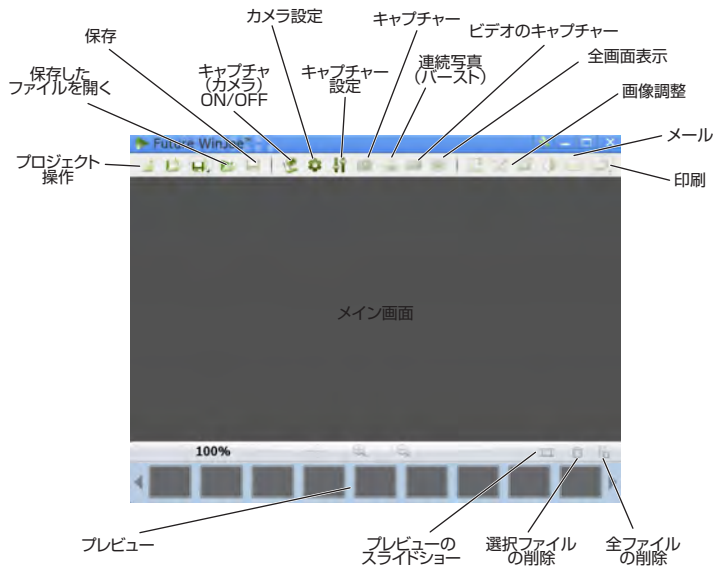 カメラ設定
キャプチャー
ビデオのキャプチャー
保存
連続写真
(バースト)
全画面表示
保存した
ファイルを開く
キャプチャ
(カメラ)
ON/OFF
キャプチャー
設定
画像調整
メール
Future WinJoe™
プロジェクト
操作
印刷
メイン画面
100%
プレビュー
プレビューの
スライドショー
選択ファイル
の削除
全ファイル
の削除